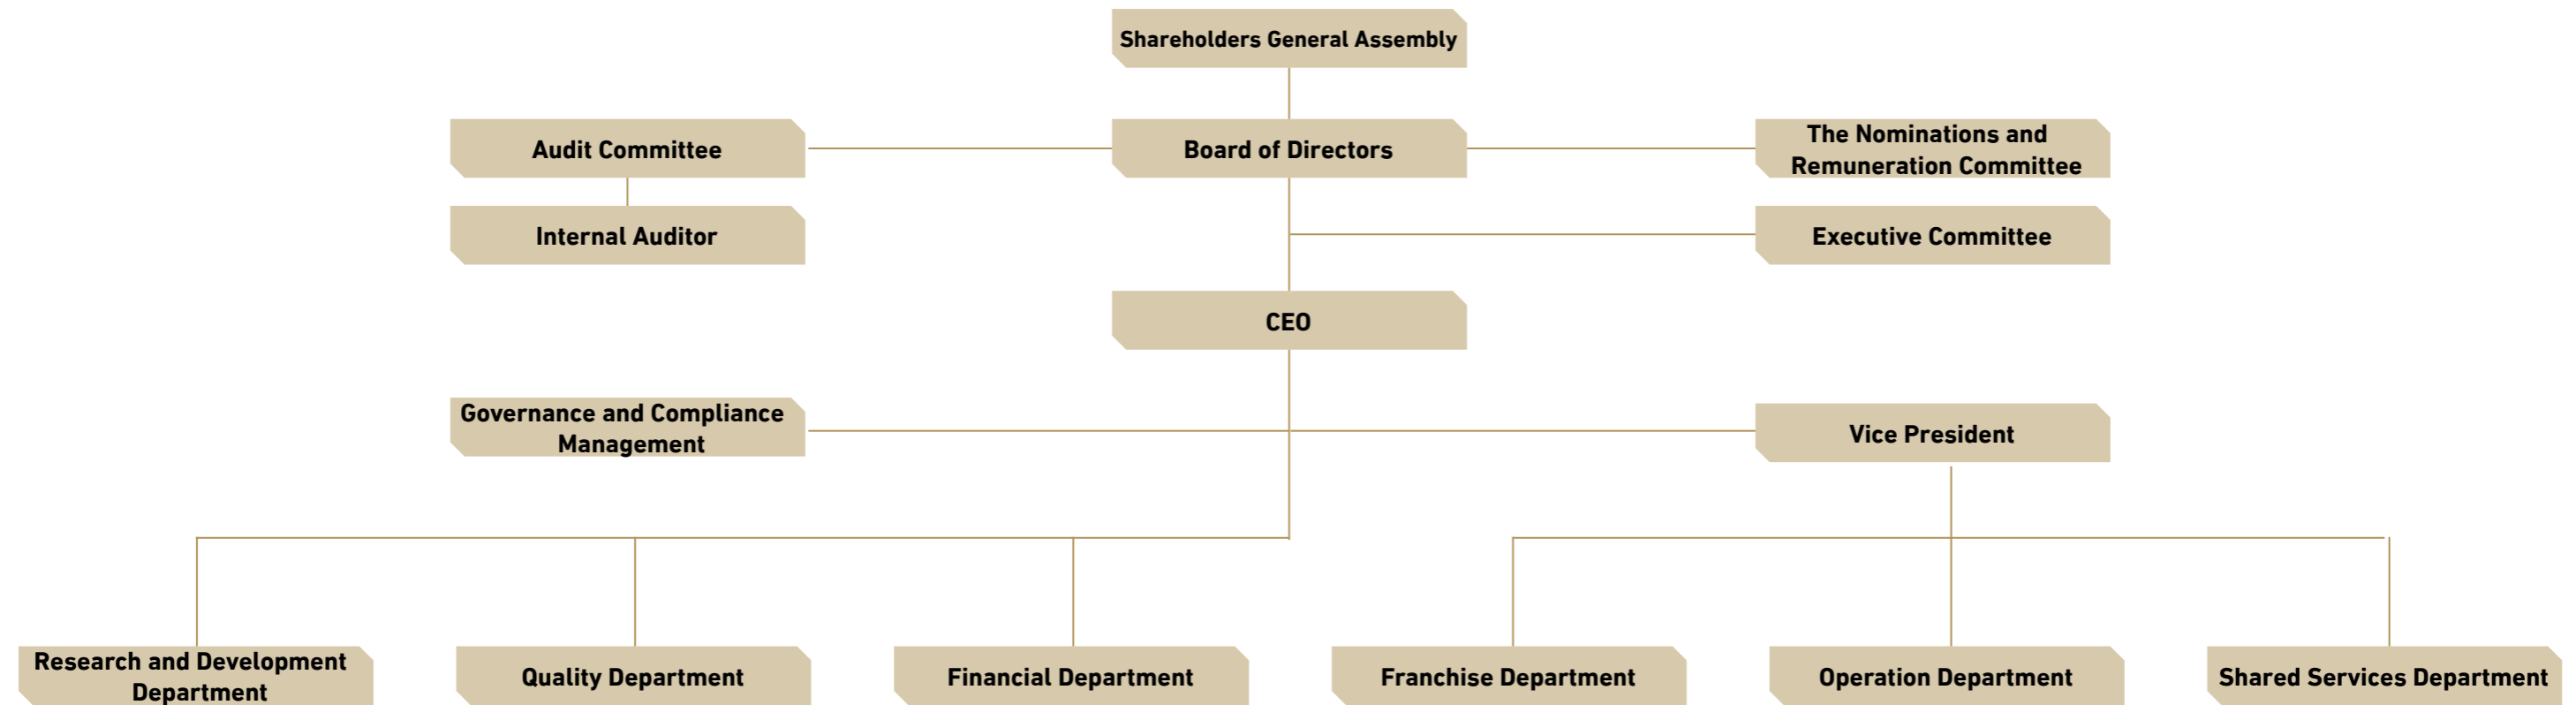 Shareholders General Assembly
Audit Committee
Board of Directors
The Nominations and
Remuneration Committee
Internal Auditor
Executive Committee
CEO
Governance and Compliance
Management
Vice President
Research and Development
Department
Quality Department
Financial Department
Franchise Department
Operation Department
Shared Services Department